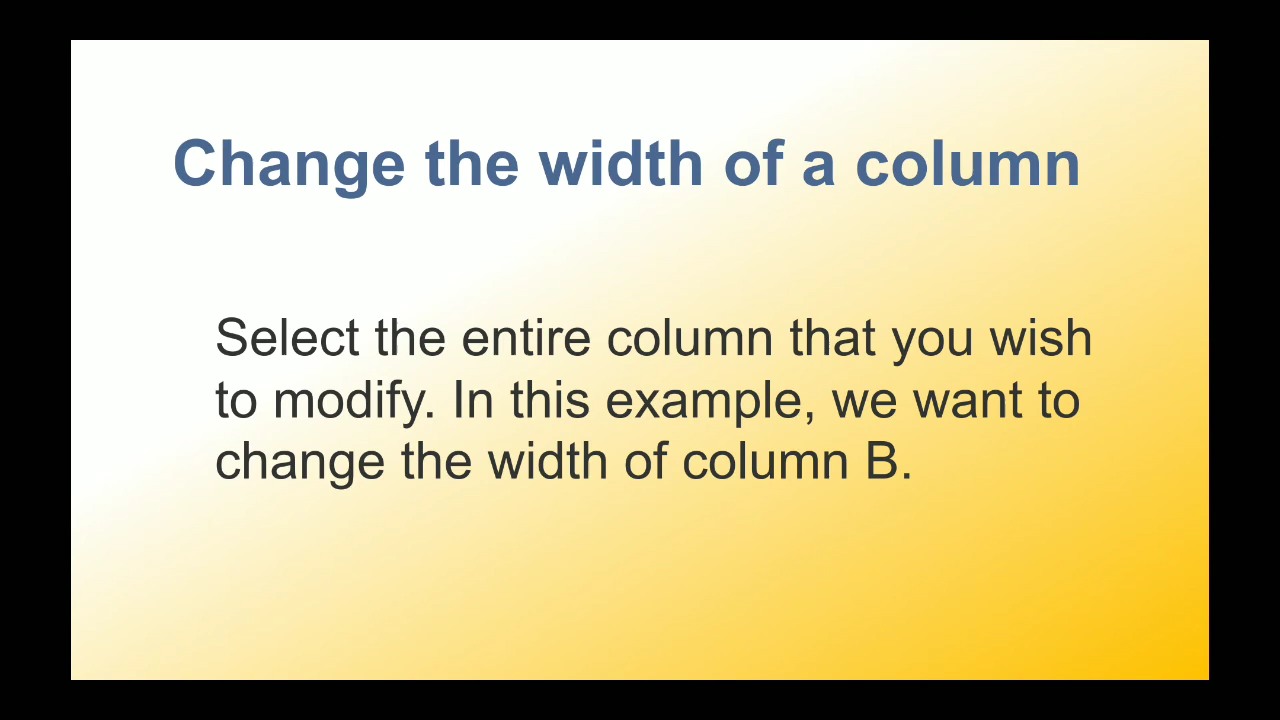 Change the width of a column
Select the entire column that you wish
to modify. In this example, we want to
change the width of column B.